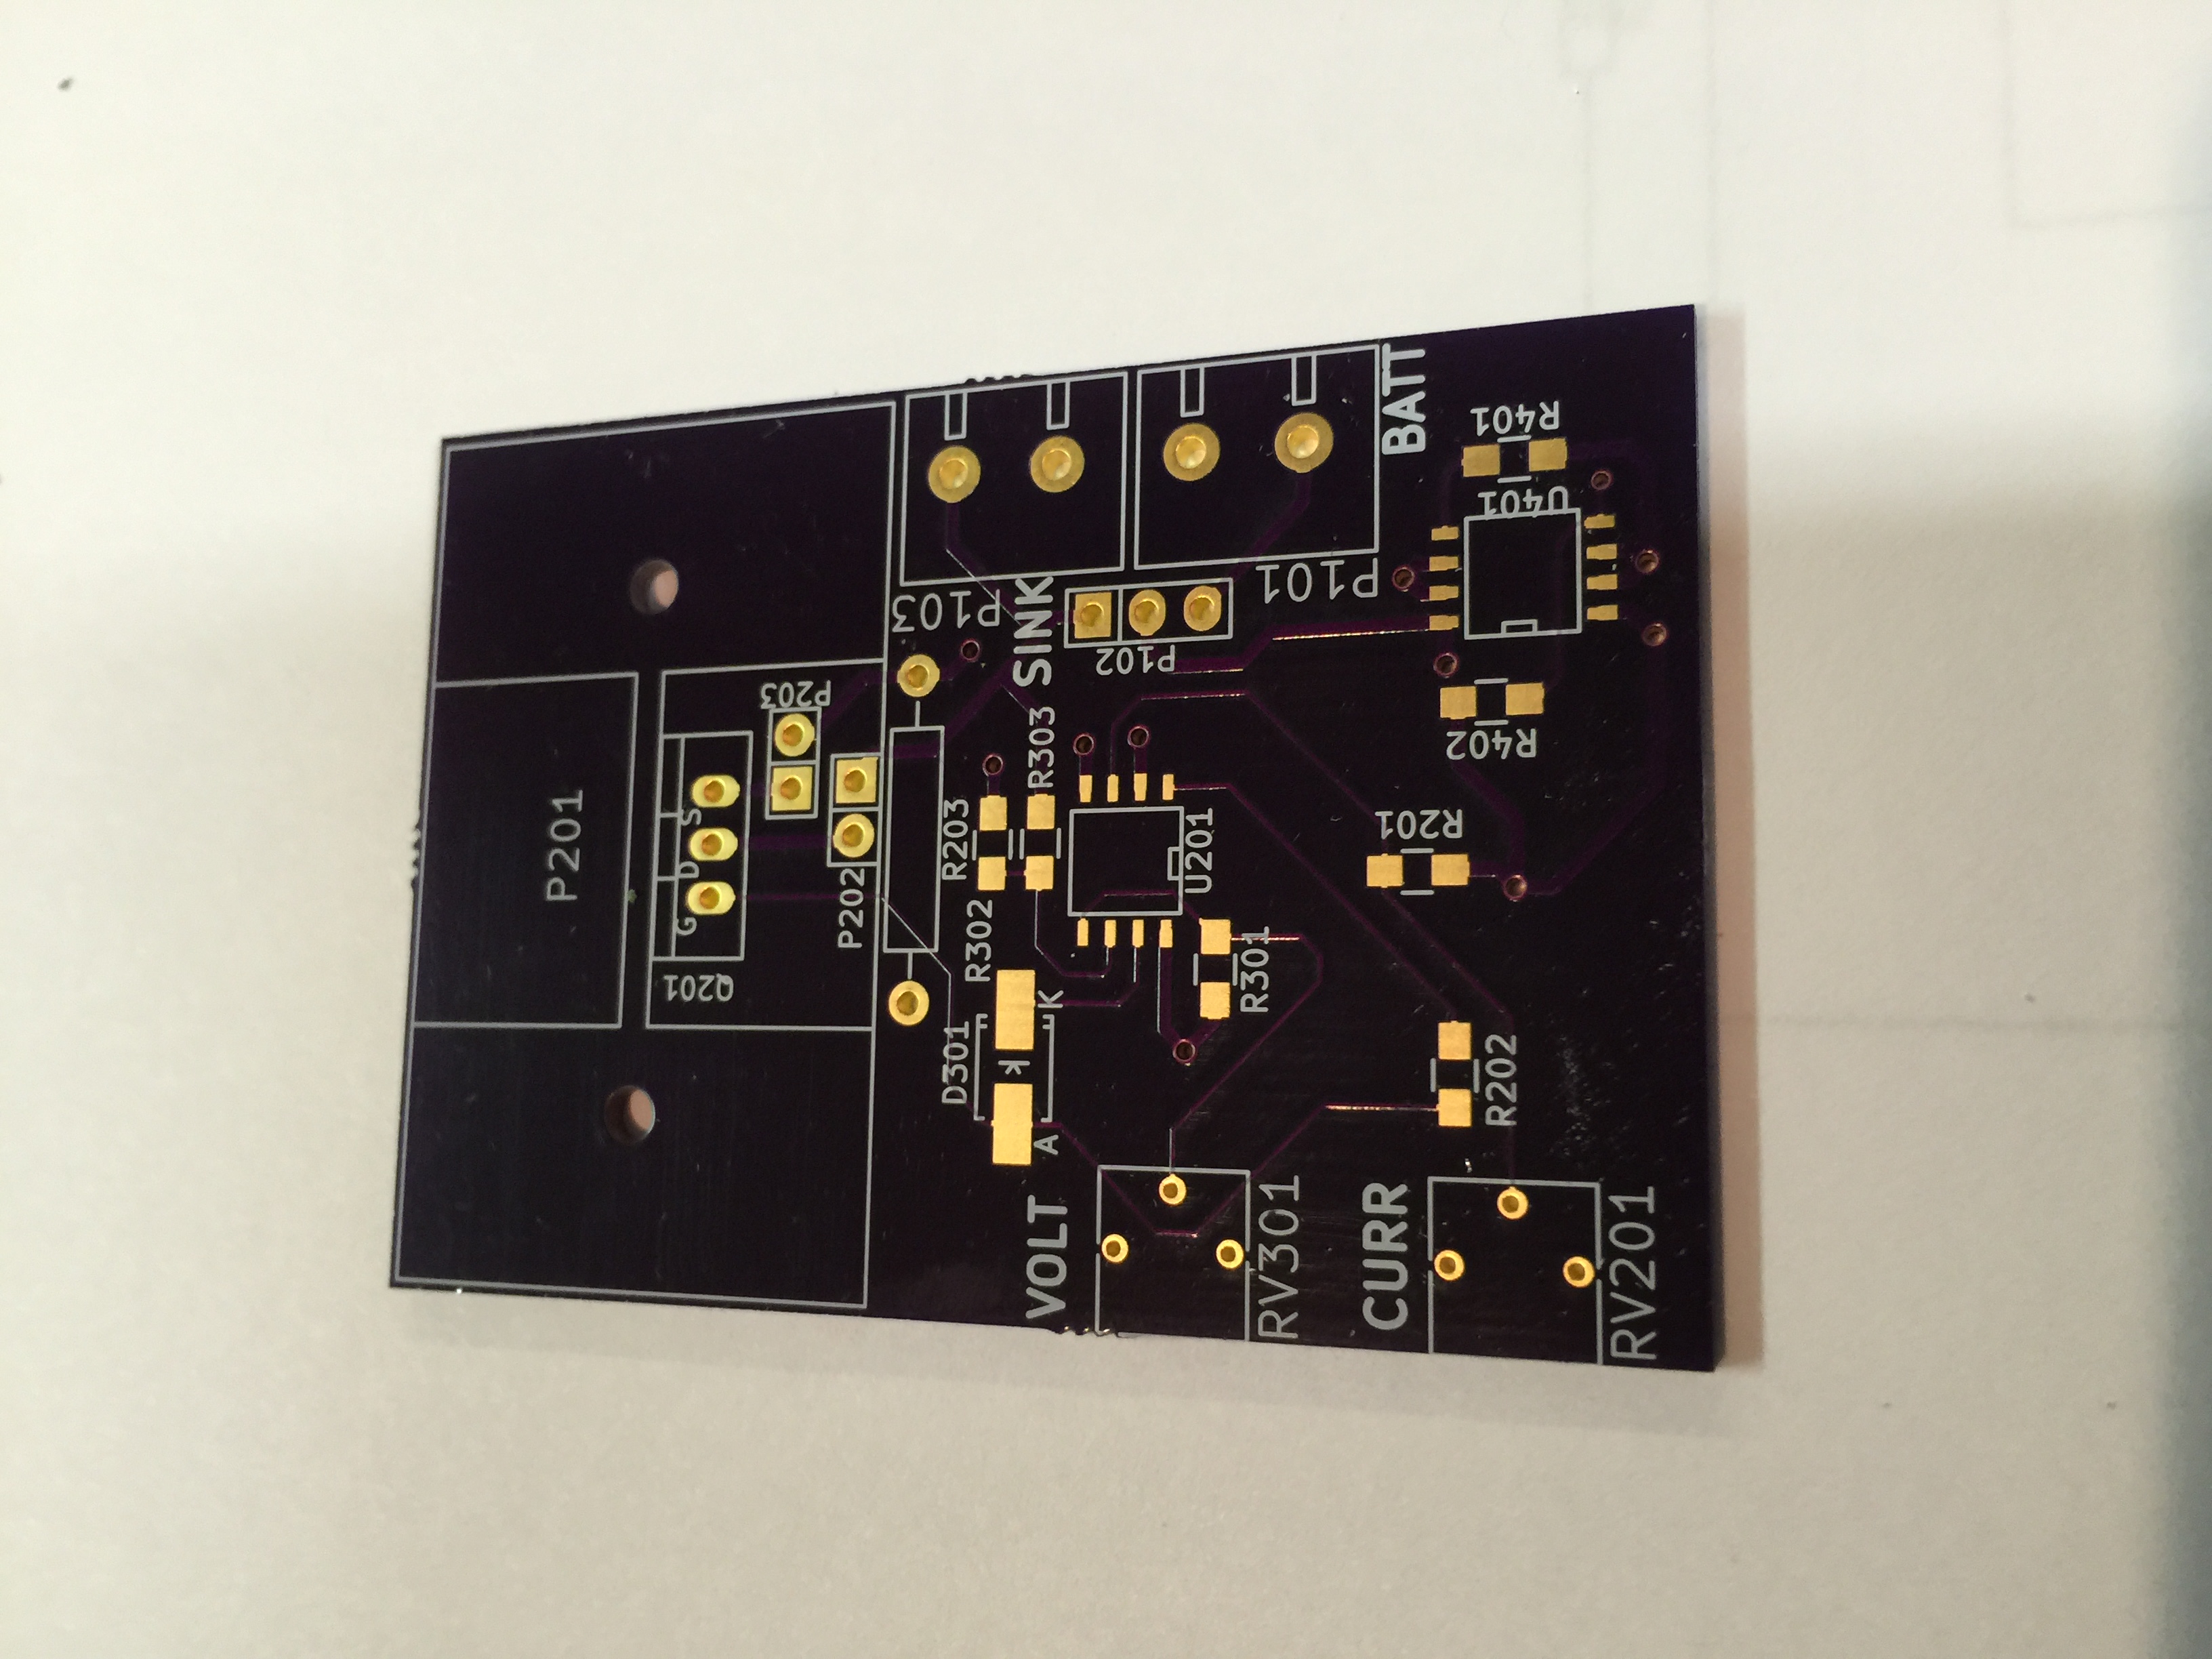 P201
Q201
G D S
P203
P202
P103
D301
R302
R203
VOLT
A
K
R303
SINK
P102
U201
RV301
R301
P101
CURR
BATT
R201
R202
R402
U401
R401
RV201